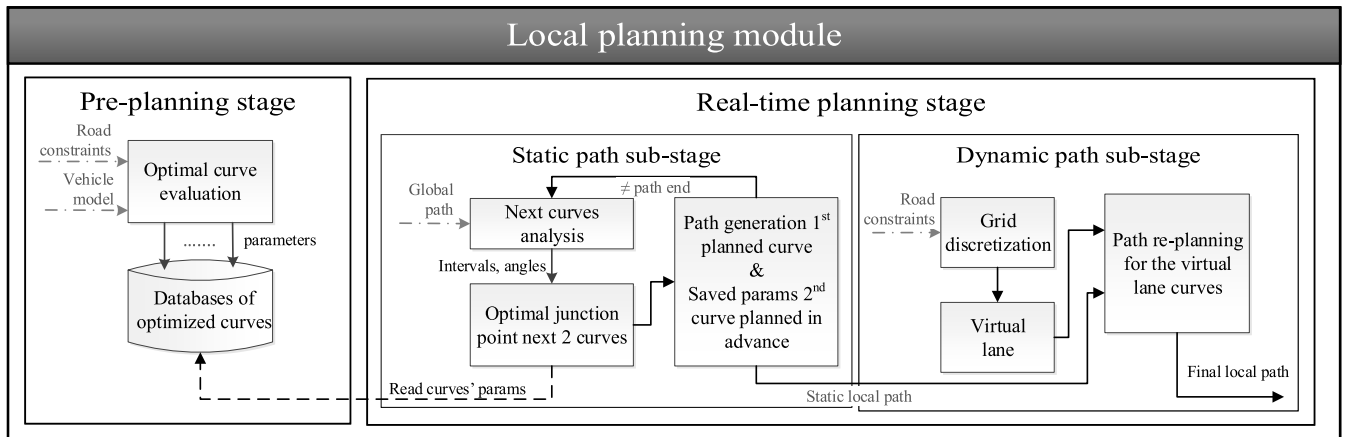 Local planning module
Pre-planning stage
Road
constraints
Vehicle
model
Optimal curve
evaluation
.......
parameters
Databases of
optimized curves
Real-time planning stage
Static path sub-stage
≠ path end
Global
path
Next curves
analysis
Intervals, angles
Optimal junction
point next 2 curves
Read curves' params
Path generation 1st
planned curve
&
Saved params 2nd
curve planned in
advance
Static local path
Dynamic path sub-stage
Road
constraints
Grid
discretization
Virtual
lane
Path re-planning
for the virtual
lane curves
Final local path